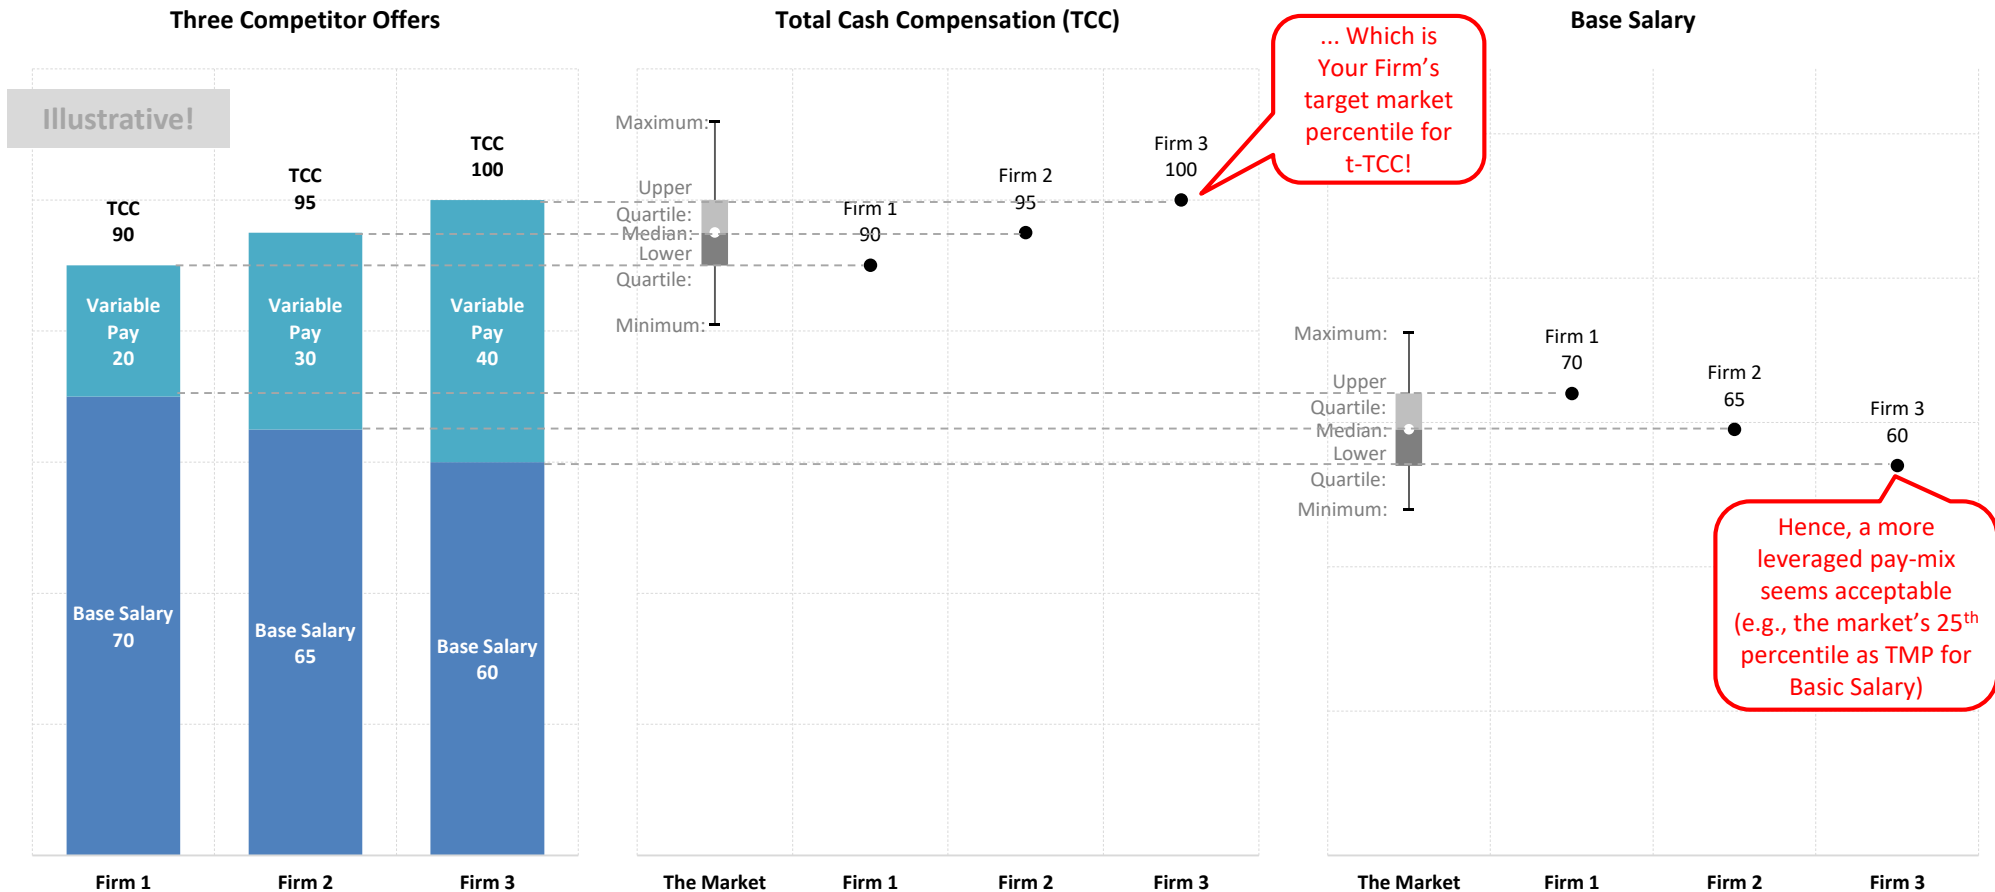 Three Competitor Offers
Illustrative!
TCC
90
TCC
95
TCC
100
Variable
Pay
20
Variable
Pay
30
Variable
Pay
40
Base Salary
70
Base Salary
65
Base Salary
60
Firm 1
Firm 2
Firm 3
Total Cash Compensation (TCC)
Maximum:
Upper
Quartile:
Median:
Lower
Quartile:
Minimum:
Firm 1
90
Firm 2
95
Firm 3
100
... Which is
Your Firm’s
target market
percentile for
t-TCC!
The Market
Firm 1
Firm 2
Firm 3
Base Salary
Maximum:
Upper
Quartile:
Median:
Lower
Quartile:
Minimum:
Firm 1
70
Firm 2
65
Firm 3
60
Hence, a more
leveraged pay-mix
seems acceptable
(e.g., the market’s 25th
percentile as TMP for
Basic Salary)
The Market
Firm 1
Firm 2
Firm 3